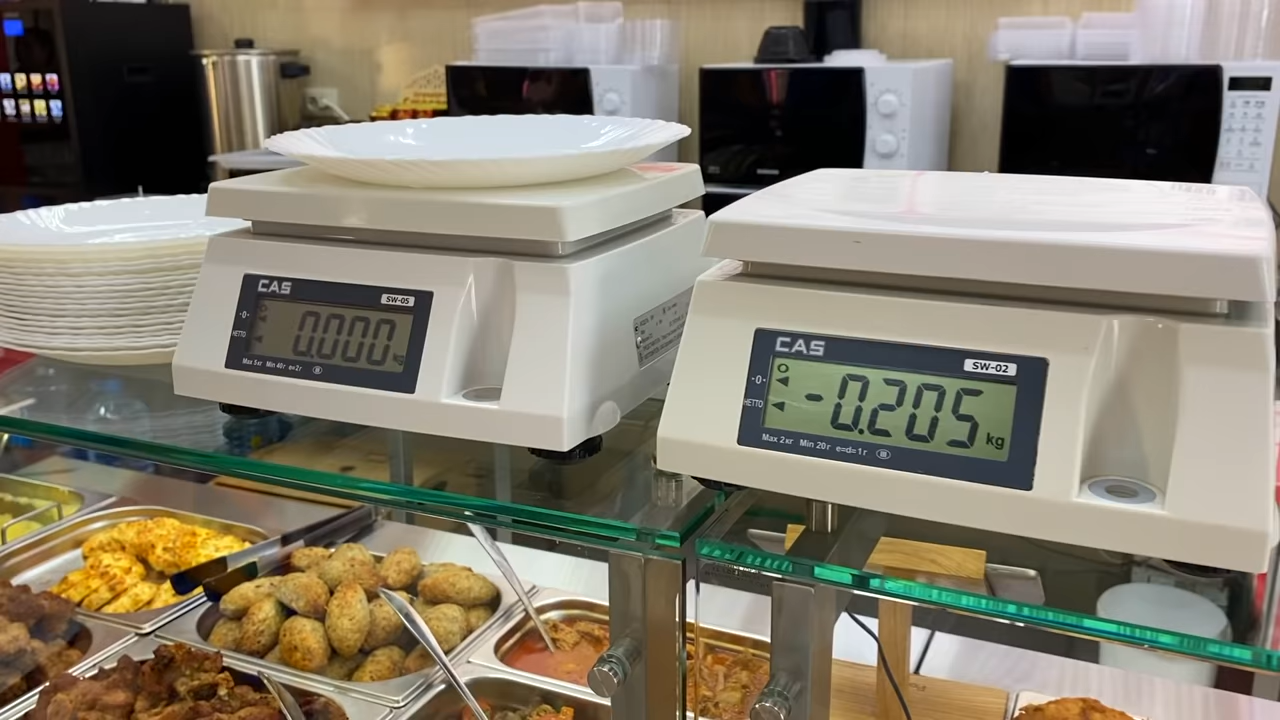 CAS
SW-05
0.000
kg
-0-
НЕТТО
Max 5кг Min 40г e=2г
CAS
SW-02
-0-
-0.205
kg
НЕТТО
Max 2кг Min 20г e=d=1г